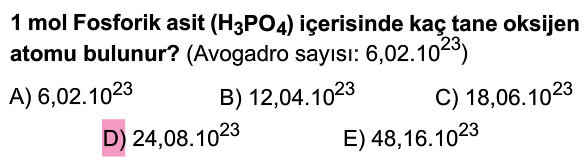 1 mol Fosforik asit (H3PO4) içerisinde kaç tane oksijen
atomu bulunur? (Avogadro sayısı: 6,02.10^23)
A) 6,02.10^23 B) 12,04.10^23 C) 18,06.10^23
D) 24,08.10^23 E) 48,16.10^23